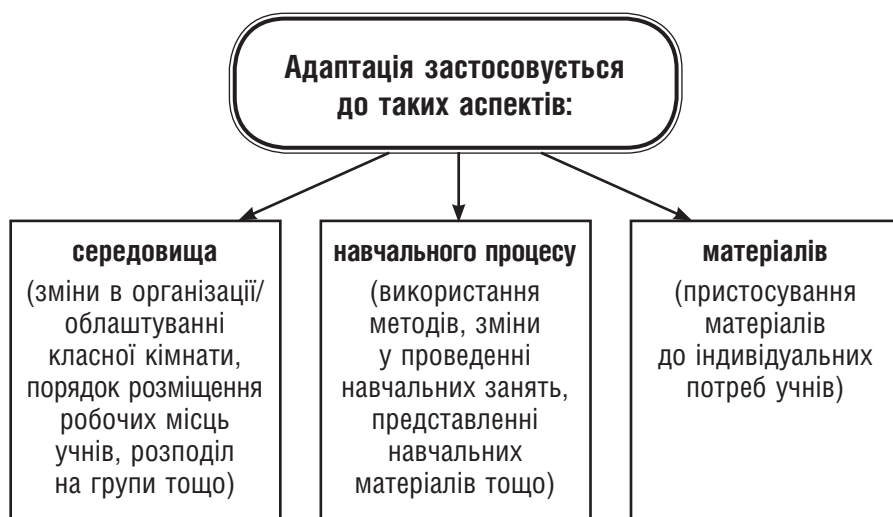 Адаптація застосовується
до таких аспектів:
середовища
(зміни в організації/
облаштуванні
класної кімнати,
порядок розміщення
робочих місць
учнів, розподіл
на групи тощо)
навчального процесу
(використання
методів, зміни
у проведенні
навчальних занять,
представленні
навчальних
матеріалів тощо)
матеріалів
(пристосування
матеріалів
до індивідуальних
потреб учнів)